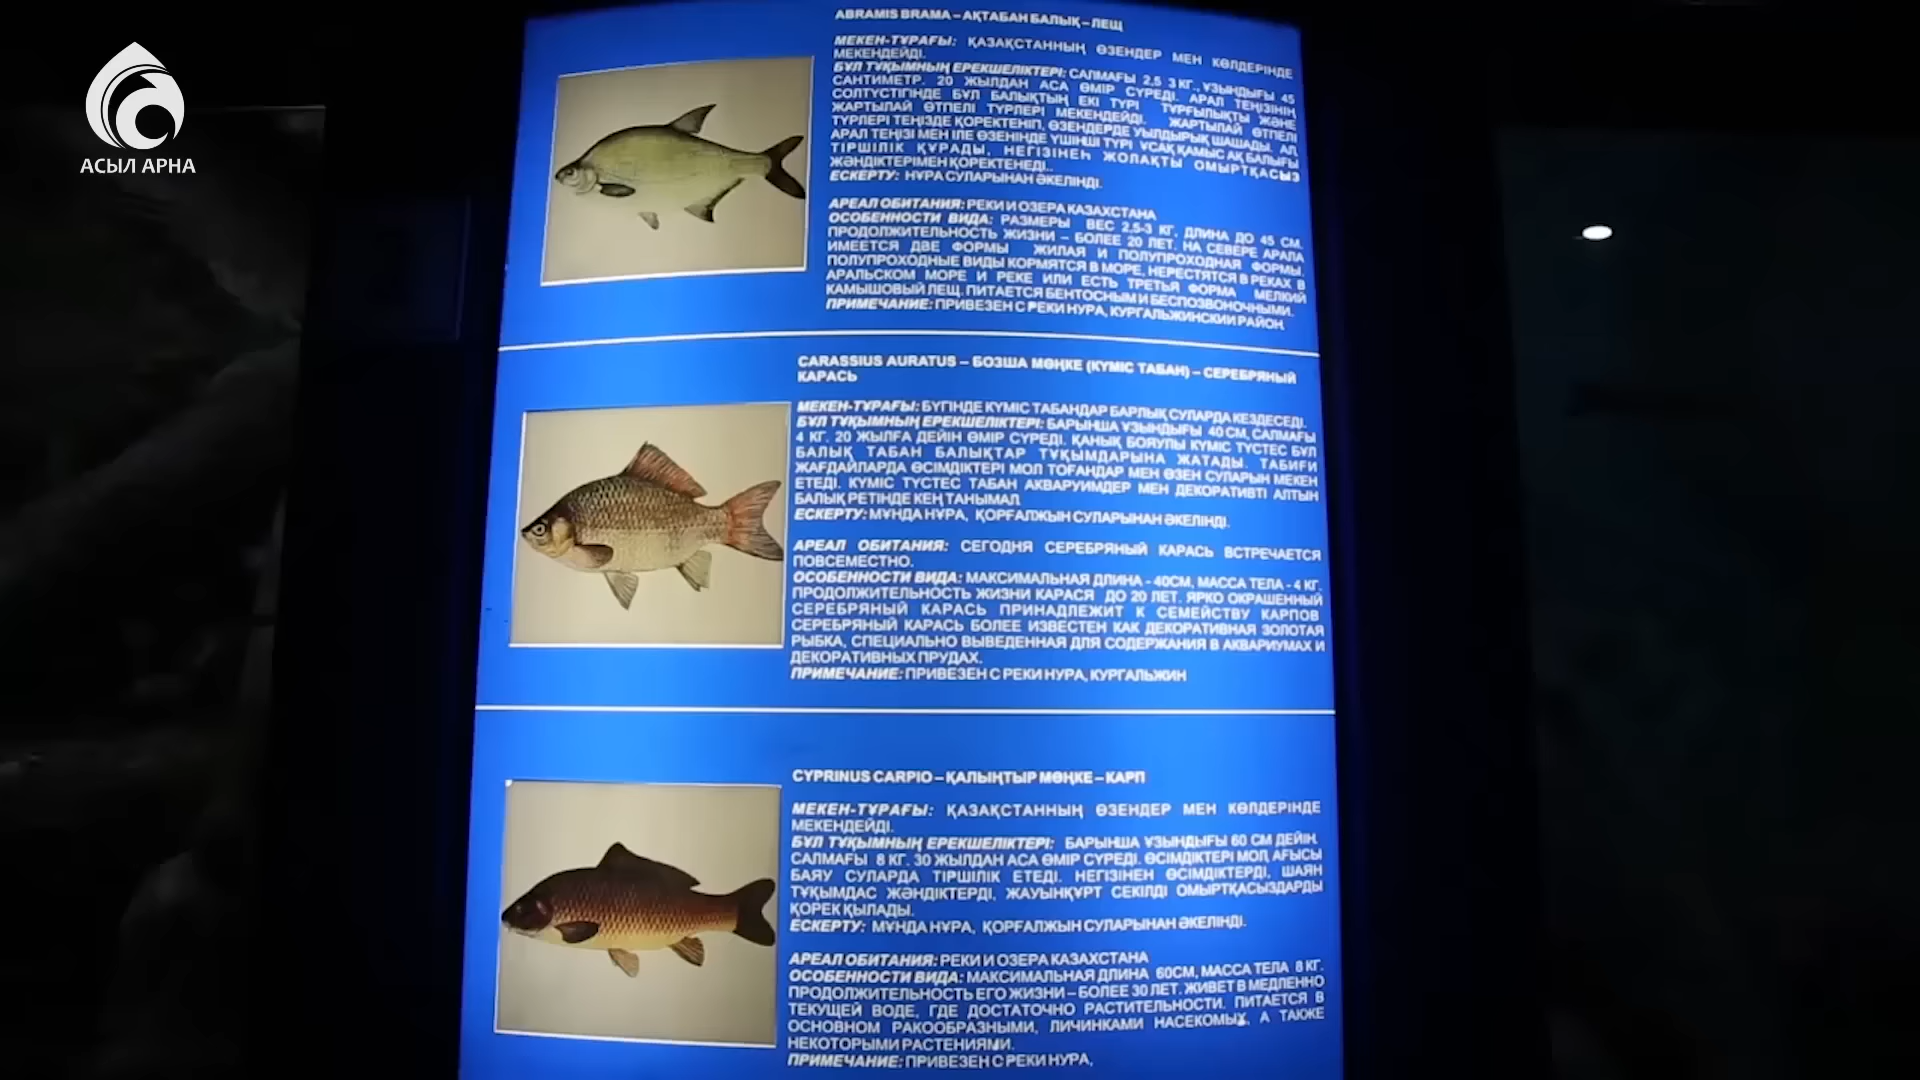 АСЫЛ АРНА
ABRAMIS BRAMA – АҚТАБАН БАЛЫҚ – ЛЕЩ
МЕКЕН-ТҰРАҒЫ: ҚАЗАҚСТАННЫҢ ӨЗЕНДЕР МЕН КӨЛДЕРІНДЕ
МЕКЕНДЕЙДІ.
БҰЛ ТҰҚЫМНЫҢ ЕРЕКШЕЛІКТЕРІ: САЛМАҒЫ 2,5 3 КГ., ҰЗЫНДЫҒЫ 45
САНТИМЕТР. 20 ЖЫЛДАН АСА ӨМІР СҮРЕДІ. АРАЛ ТЕҢІЗІНІҢ
СОЛТҮСТІГІНДЕ БҰЛ БАЛЫҚТЫҢ ЕКІ ТҮРІ ТҰРҒЫЛЫҚТЫ ЖӘНЕ
ЖАРТЫЛАЙ ӨТПЕЛІ ТҮРЛЕРІ МЕКЕНДЕЙДІ. ЖАРТЫЛАЙ ӨТПЕЛІ
ТҮРЛЕРІ ТЕҢІЗДЕ ҚОРЕКТЕНІП, ӨЗЕНДЕРДЕ УЫЛДЫРЫҚ ШАШАДЫ. АЛ,
АРАЛ ТЕҢІЗІ МЕН ІЛЕ ӨЗЕНІНДЕ ҮШІНШІ ТҮРІ ҰСАҚ ҚАМЫС АҚ БАЛЫҒЫ
ТІРШІЛІК ҚҰРАДЫ. НЕГІЗІНЕН ЖОЛАҚТЫ ОМЫРТҚАСЫЗ
ЖӘНДІКТЕРІМЕН ҚОРЕКТЕНЕДІ..
ЕСКЕРТУ: НҰРА СУЛАРЫНАН ӘКЕЛІНДІ.
АРЕАЛ ОБИТАНИЯ: РЕКИ И ОЗЕРА КАЗАХСТАНА
ОСОБЕННОСТИ ВИДА: РАЗМЕРЫ ВЕС 2,5-3 КГ, ДЛИНА ДО 45 СМ.
ПРОДОЛЖИТЕЛЬНОСТЬ ЖИЗНИ – БОЛЕЕ 20 ЛЕТ. НА СЕВЕРЕ АРАЛА
ИМЕЕТСЯ ДВЕ ФОРМЫ ЖИЛАЯ И ПОЛУПРОХОДНАЯ ФОРМЫ.
ПОЛУПРОХОДНЫЕ ВИДЫ КОРМЯТСЯ В МОРЕ, НЕРЕСТЯТСЯ В РЕКАХ В
АРАЛЬСКОМ МОРЕ И РЕКЕ ИЛИ ЕСТЬ ТРЕТЬЯ ФОРМА МЕЛКИЙ
КАМЫШОВЫЙ ЛЕЩ. ПИТАЕТСЯ БЕНТОСНЫМИ БЕСПОЗВОНОЧНЫМИ.
ПРИМЕЧАНИЕ: ПРИВЕЗЕН С РЕКИ НУРА, КУРГАЛЬЖИНСКИЙ РАЙОН.
CARASSIUS AURATUS – БОЗША МӨҢКЕ (КҮМІС ТАБАН) – СЕРЕБРЯНЫЙ
КАРАСЬ
МЕКЕН-ТҰРАҒЫ: БҮГІНДЕ КҮМІС ТАБАНДАР БАРЛЫҚ СУЛАРДА КЕЗДЕСЕДІ.
БҰЛ ТҰҚЫМНЫҢ ЕРЕКШЕЛІКТЕРІ: БАРЫНША ҰЗЫНДЫҒЫ 40 СМ, САЛМАҒЫ
4 КГ. 20 ЖЫЛҒА ДЕЙІН ӨМІР СҮРЕДІ. ҚАНЫҚ БОЯУЛЫ КҮМІС ТҮСТЕС БҰЛ
БАЛЫҚ ТАБАН БАЛЫҚТАР ТҰҚЫМДАРЫНА ЖАТАДЫ. ТАБИҒИ
ЖАҒДАЙЛАРДА ӨСІМДІКТЕРІ МОЛ ТОҒАНДАР МЕН ӨЗЕН СУЛАРЫН МЕКЕН
ЕТЕДІ. КҮМІС ТҮСТЕС ТАБАН АКВАРУИМДЕР МЕН ДЕКОРАТИВТІ АЛТЫН
БАЛЫҚ РЕТІНДЕ КЕҢ ТАНЫМАЛ
ЕСКЕРТУ: МҰНДА НҰРА, ҚОРҒАЛЖЫН СУЛАРЫНАН ӘКЕЛІНДІ.
АРЕАЛ ОБИТАНИЯ: СЕГОДНЯ СЕРЕБРЯНЫЙ КАРАСЬ ВСТРЕЧАЕТСЯ
ПОВСЕМЕСТНО.
ОСОБЕННОСТИ ВИДА: МАКСИМАЛЬНАЯ ДЛИНА - 40СМ, МАССА ТЕЛА - 4 КГ.
ПРОДОЛЖИТЕЛЬНОСТЬ ЖИЗНИ КАРАСЯ ДО 20 ЛЕТ. ЯРКО ОКРАШЕННЫЙ
СЕРЕБРЯНЫЙ КАРАСЬ ПРИНАДЛЕЖИТ К СЕМЕЙСТВУ КАРПОВ
СЕРЕБРЯНЫЙ КАРАСЬ БОЛЕЕ ИЗВЕСТЕН КАК ДЕКОРАТИВНАЯ ЗОЛОТАЯ
РЫБКА, СПЕЦИАЛЬНО ВЫВЕДЕННАЯ ДЛЯ СОДЕРЖАНИЯ В АКВАРИУМАХ И
ДЕКОРАТИВНЫХ ПРУДАХ.
ПРИМЕЧАНИЕ: ПРИВЕЗЕН С РЕКИ НУРА, КУРГАЛЬЖИН
CYPRINUS CARPIO – ҚАЛЫҢТЫР МӨҢКЕ – КАРП
МЕКЕН-ТҰРАҒЫ: ҚАЗАҚСТАННЫҢ ӨЗЕНДЕР МЕН КӨЛДЕРІНДЕ
МЕКЕНДЕЙДІ.
БҰЛ ТҰҚЫМНЫҢ ЕРЕКШЕЛІКТЕРІ: БАРЫНША ҰЗЫНДЫҒЫ 60 СМ ДЕЙІН.
САЛМАҒЫ 8 КГ. 30 ЖЫЛДАН АСА ӨМІР СҮРЕДІ. ӨСІМДІКТЕРІ МОЛ, АҒЫСЫ
БАЯУ СУЛАРДА ТІРШІЛІК ЕТЕДІ. НЕГІЗІНЕН ӨСІМДІКТЕРДІ, ШАЯН
ТҰҚЫМДАС ЖӘНДІКТЕРДІ, ЖАУЫНҚҰРТ СЕКІЛДІ ОМЫРТҚАСЫЗДАРДЫ
ҚОРЕК ҚЫЛАДЫ.
ЕСКЕРТУ: МҰНДА НҰРА, ҚОРҒАЛЖЫН СУЛАРЫНАН ӘКЕЛІНДІ.
АРЕАЛ ОБИТАНИЯ: РЕКИ И ОЗЕРА КАЗАХСТАНА
ОСОБЕННОСТИ ВИДА: МАКСИМАЛЬНАЯ ДЛИНА 60СМ, МАССА ТЕЛА 8 КГ.
ПРОДОЛЖИТЕЛЬНОСТЬ ЕГО ЖИЗНИ – БОЛЕЕ 30 ЛЕТ. ЖИВЕТ В МЕДЛЕННО
ТЕКУЩЕЙ ВОДЕ, ГДЕ ДОСТАТОЧНО РАСТИТЕЛЬНОСТИ. ПИТАЕТСЯ В
ОСНОВНОМ РАКООБРАЗНЫМИ, ЛИЧИНКАМИ НАСЕКОМЫХ, А ТАКЖЕ
НЕКОТОРЫМИ РАСТЕНИЯМИ.
ПРИМЕЧАНИЕ: ПРИВЕЗЕН С РЕКИ НУРА,